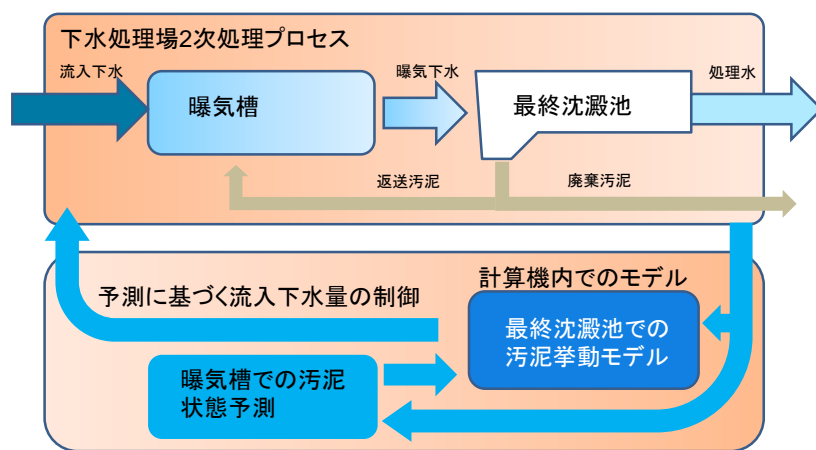 下水処理場2次処理プロセス
流入下水
曝気下水
処理水
曝気槽
最終沈澱池
返送汚泥
廃棄汚泥
計算機内でのモデル
予測に基づく流入下水量の制御
最終沈澱池での
汚泥挙動モデル
曝気槽での汚泥
状態予測